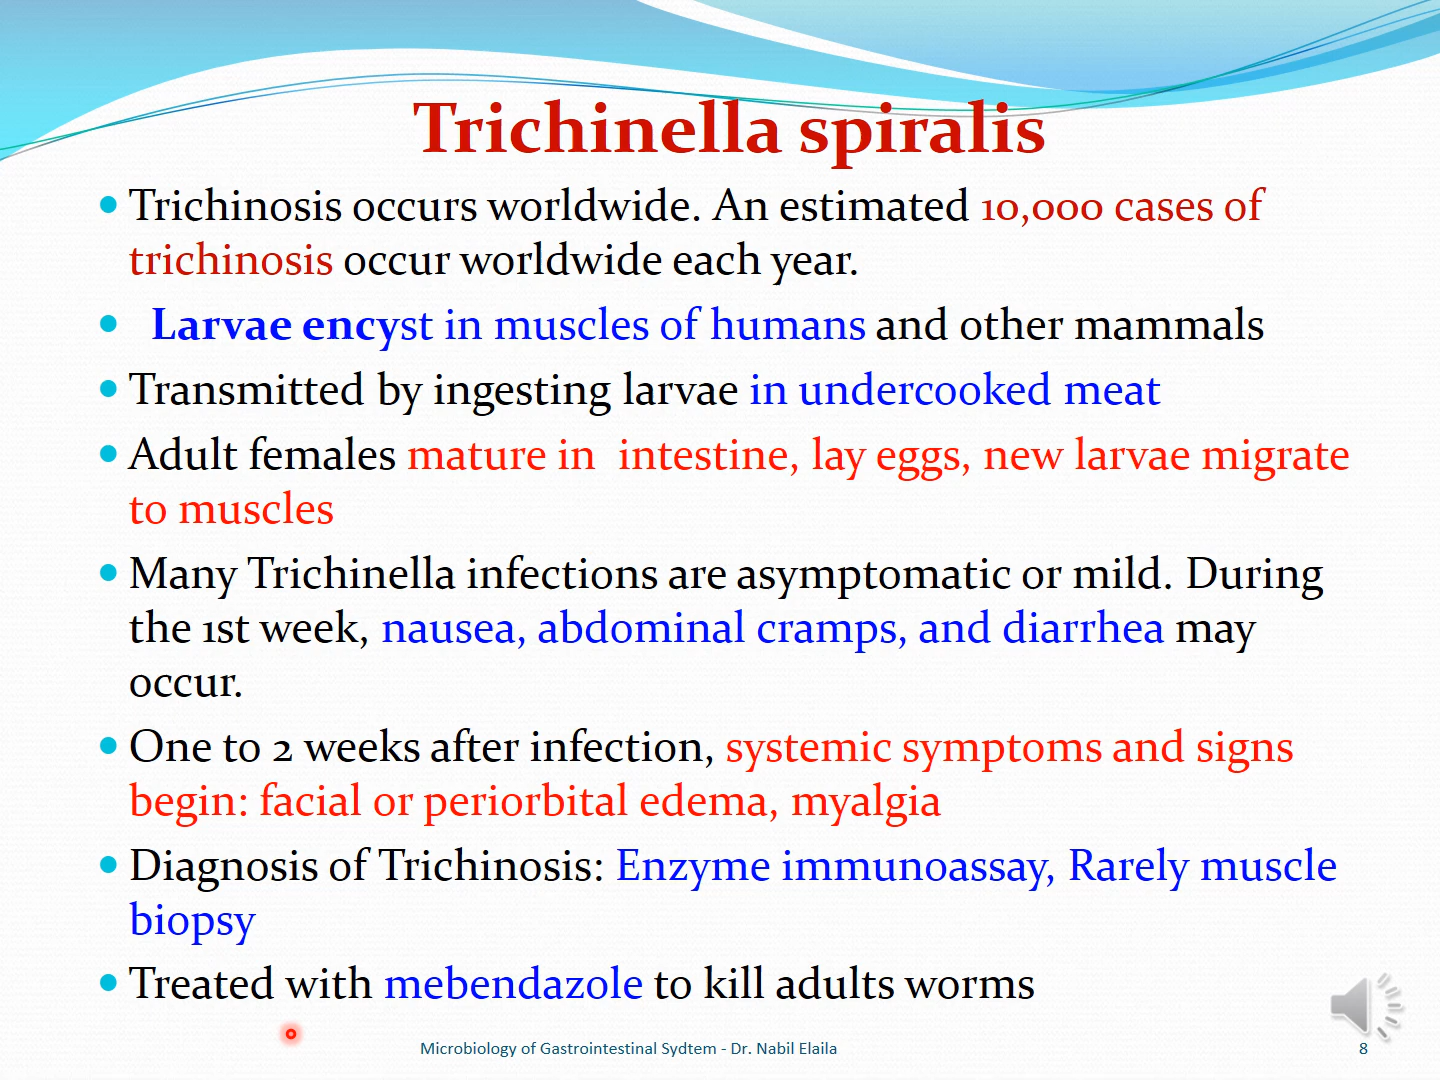 Trichinella spiralis
Trichinosis occurs worldwide. An estimated 10,000 cases of
trichinosis occur worldwide each year.
Larvae encyst in muscles of humans and other mammals
Transmitted by ingesting larvae in undercooked meat
Adult females mature in intestine, lay eggs, new larvae migrate
to muscles
Many Trichinella infections are asymptomatic or mild. During
the 1st week, nausea, abdominal cramps, and diarrhea may
occur.
One to 2 weeks after infection, systemic symptoms and signs
begin: facial or periorbital edema, myalgia
Diagnosis of Trichinosis: Enzyme immunoassay, Rarely muscle
biopsy
Treated with mebendazole to kill adults worms
Microbiology of Gastrointestinal Sydtem - Dr. Nabil Elaila
8